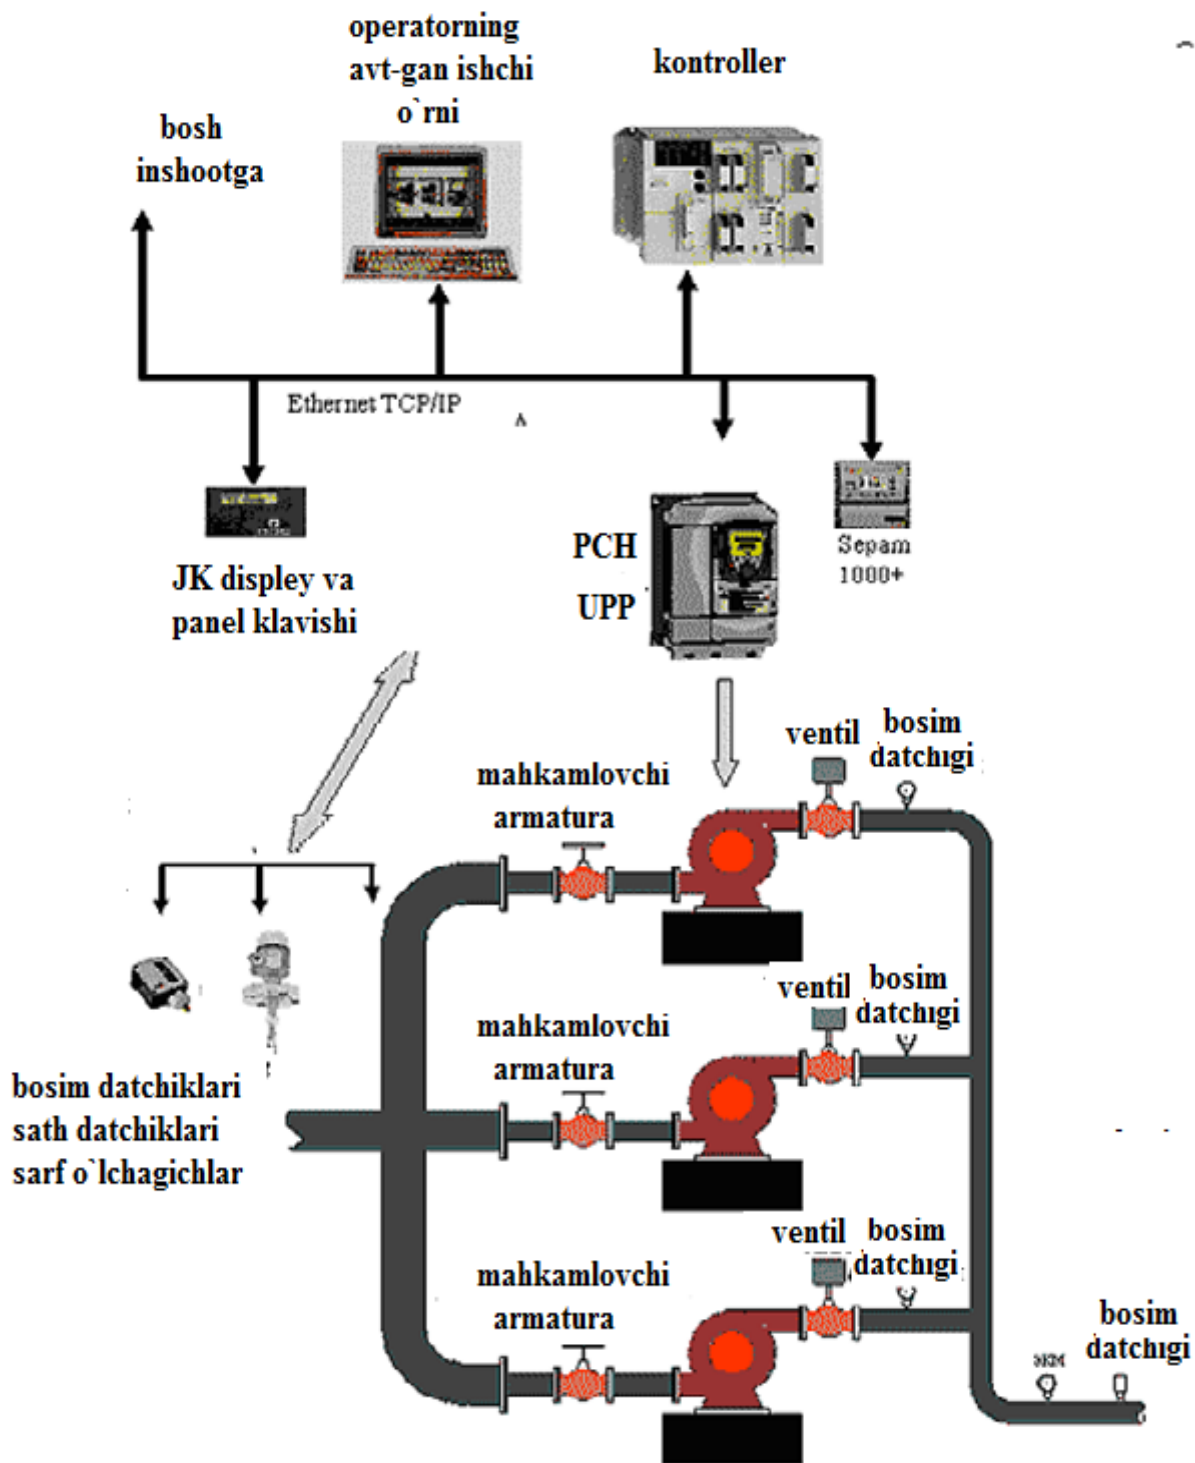 operatorning
avt-gan ishchi
o`rni
kontroller
bosh
inshootga
Ethernet TCP/IP
Sepam
1000+
PCH
UPP
JK displey va
panel klavishi
ventil
bosim
datchıgi
mahkamlovchi
armatura
ventil
bosim
datchıgi
mahkamlovchi
armatura
bosim datchiklari
sath datchiklari
sarf o`lchagichlar
ventil
bosim
datchıgi
mahkamlovchi
armatura
bosim
datchıgi